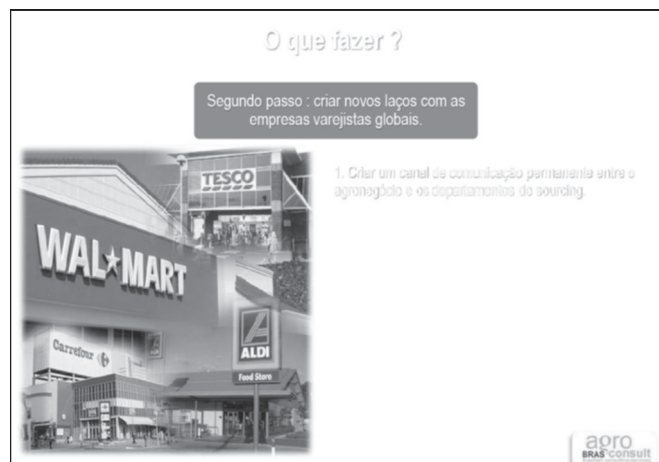 O que fazer ?
Segundo passo : criar novos laços com as
empresas varejistas globais.
1. Criar um canal de comunicação permanente entre o
agronegócio e os departamentos de sourcing.
TESCO
WAL★MART
Carrefour
ALDI
Food Store
agro
BRAS consult